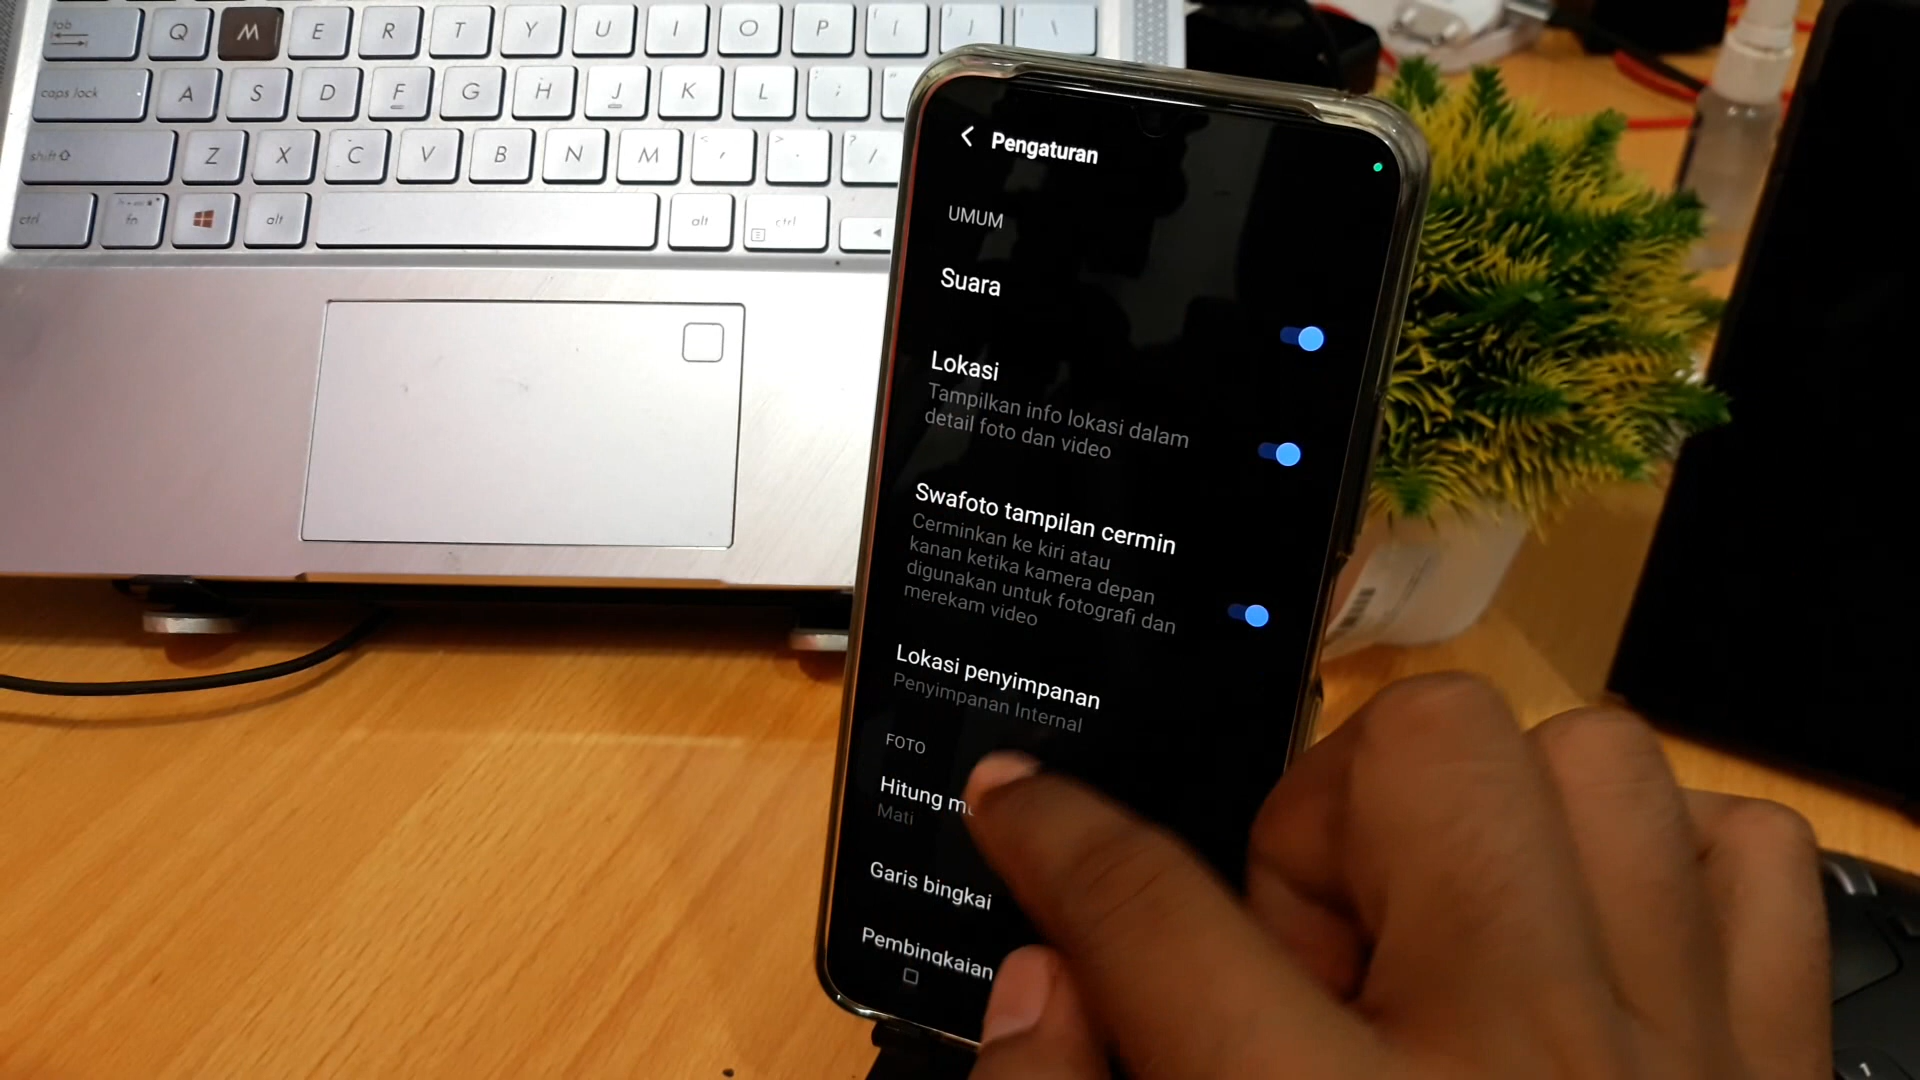 tab Q M E R T Y U I O P [ ] \
caps lock A S D F G H J K L ;
shift Z X C V B N M < , > . ? /
ctrl fn alt alt ctrl
Pengaturan
UMUM
Suara
Lokasi
Tampilkan info lokasi dalam
detail foto dan video
Swafoto tampilan cermin
Cerminkan ke kiri atau
kanan ketika kamera depan
digunakan untuk fotografi dan
merekam video
Lokasi penyimpanan
Penyimpanan Internal
FOTO
Hitung
Mati
Garis bingkai
Pembingkaian